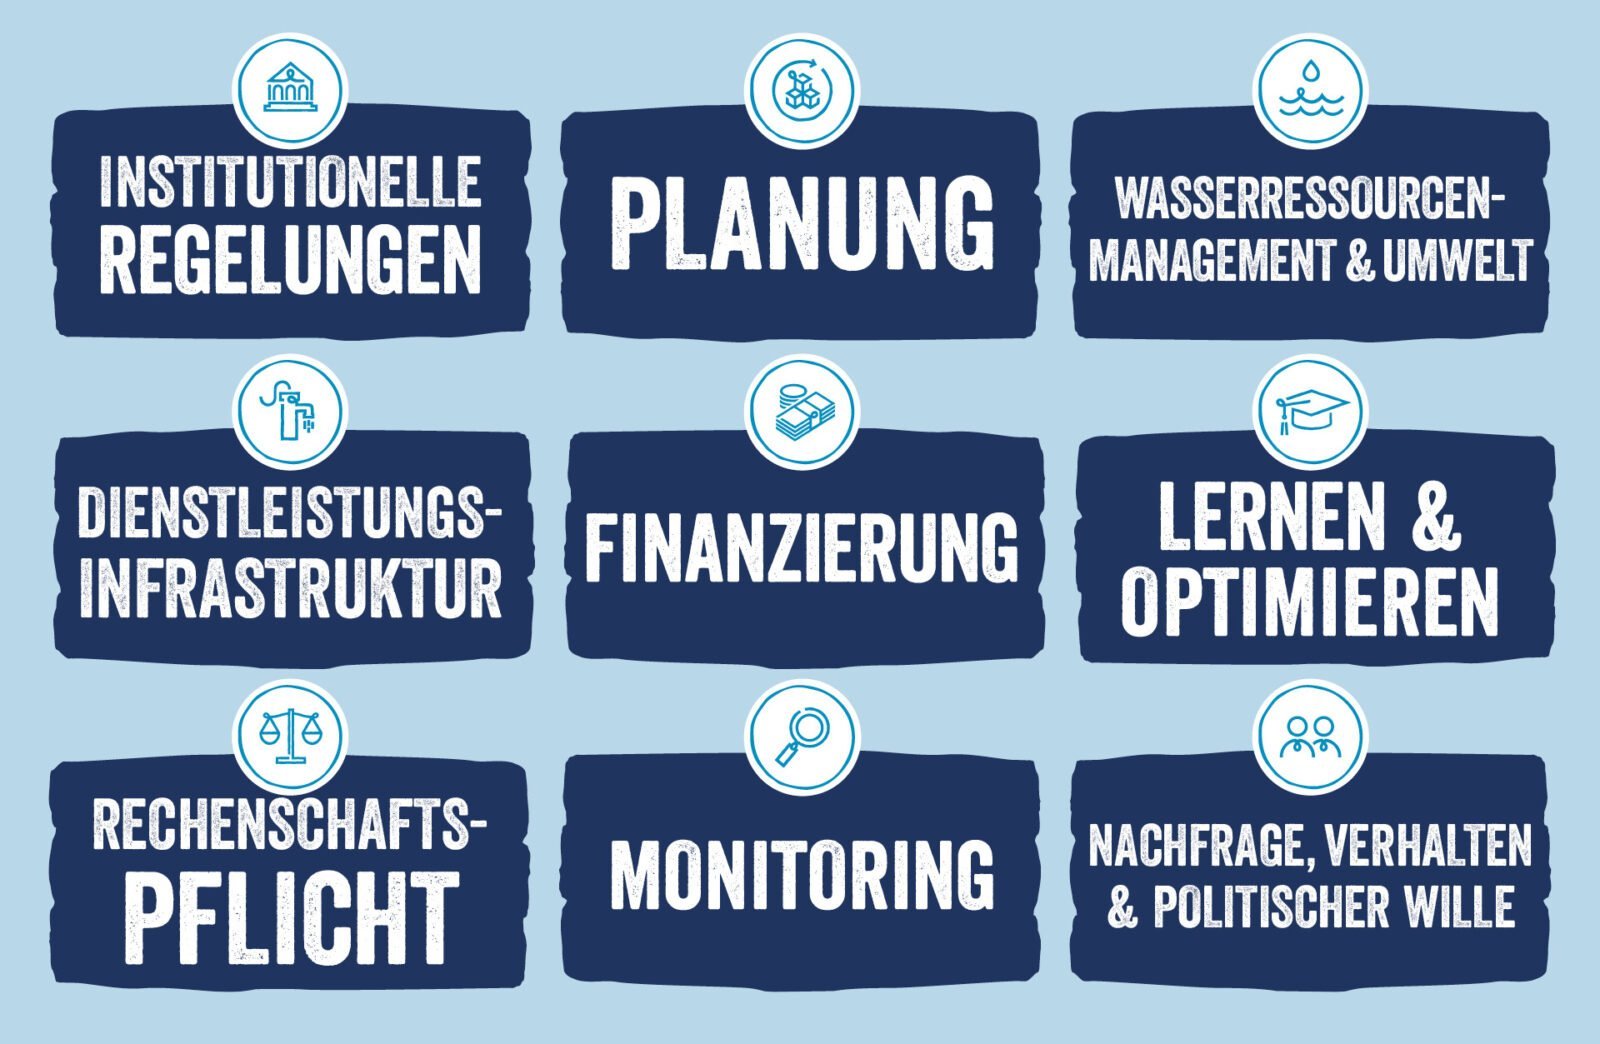 INSTITUTIONELLE
REGELUNGEN
PLANUNG
WASSERRESSOURCEN-
MANAGEMENT & UMWELT
DIENSTLEISTUNGS-
INFRASTRUKTUR
FINANZIERUNG
LERNEN &
OPTIMIEREN
RECHENSCHAFTS-
PFLICHT
MONITORING
NACHFRAGE, VERHALTEN
& POLITISCHER WILLE